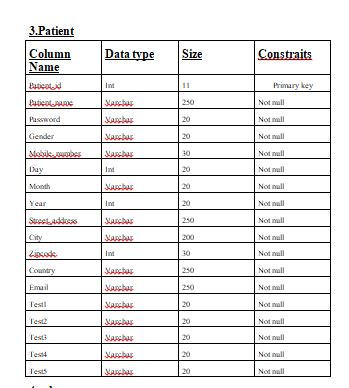 3.Patient
Column Name Data type Size Constraits
Patient_id Int 11 Primary key
Patient_name Varchar 250 Not null
Password Varchar 20 Not null
Gender Varchar 20 Not null
Mobile_number Varchar 30 Not null
Day Int 20 Not null
Month Varchar 20 Not null
Year Int 20 Not null
Street_address Varchar 250 Not null
City Varchar 200 Not null
Zipcode Int 30 Not null
Country Varchar 250 Not null
Email Varchar 250 Not null
Test1 Varchar 20 Not null
Test2 Varchar 20 Not null
Test3 Varchar 20 Not null
Test4 Varchar 20 Not null
Test5 Varchar 20 Not null